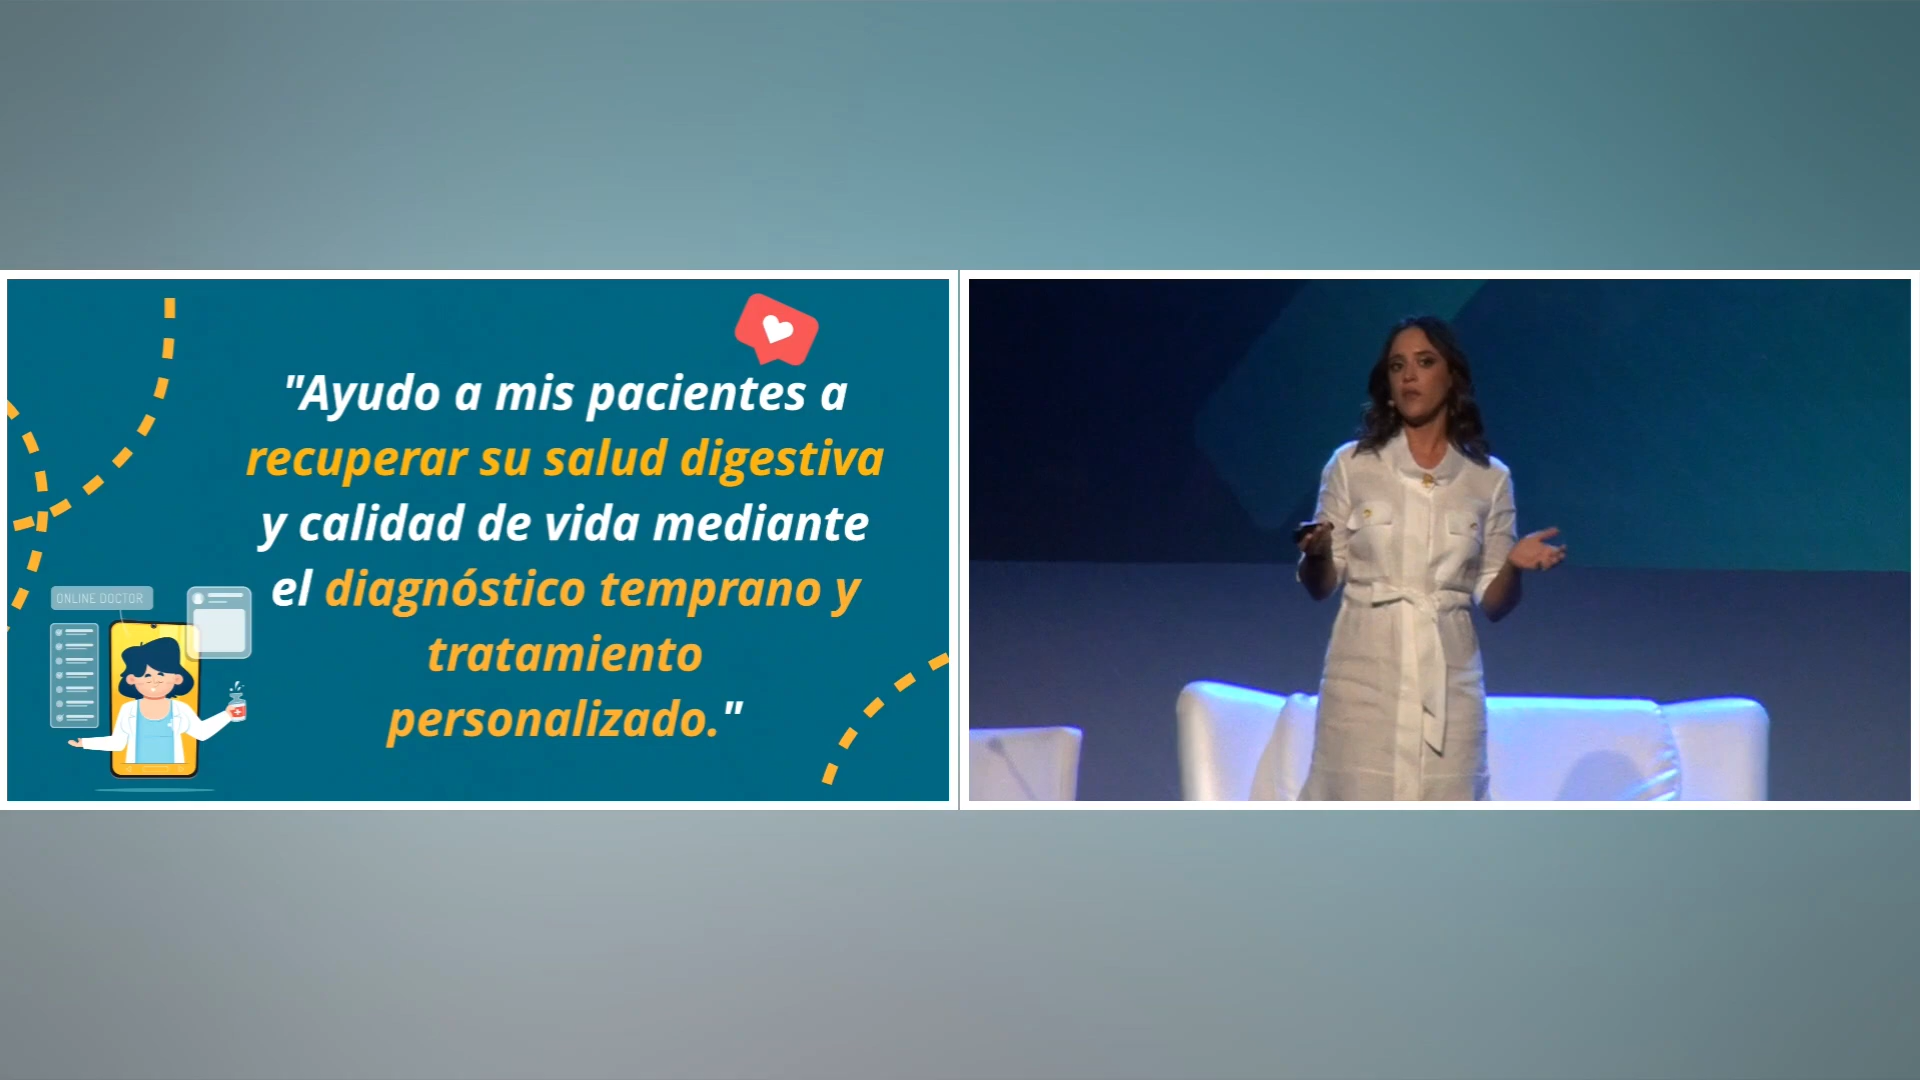 "Ayudo a mis pacientes a
recuperar su salud digestiva
y calidad de vida mediante
el diagnóstico temprano y
tratamiento
personalizado."
ONLINE DOCTOR